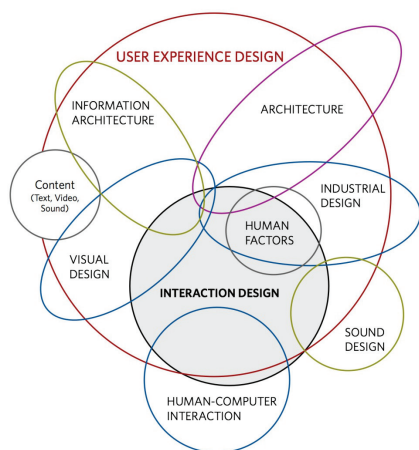 USER EXPERIENCE DESIGN
INFORMATION
ARCHITECTURE
ARCHITECTURE
Content
(Text, Video,
Sound)
INDUSTRIAL
DESIGN
HUMAN
FACTORS
VISUAL
DESIGN
INTERACTION DESIGN
SOUND
DESIGN
HUMAN-COMPUTER
INTERACTION